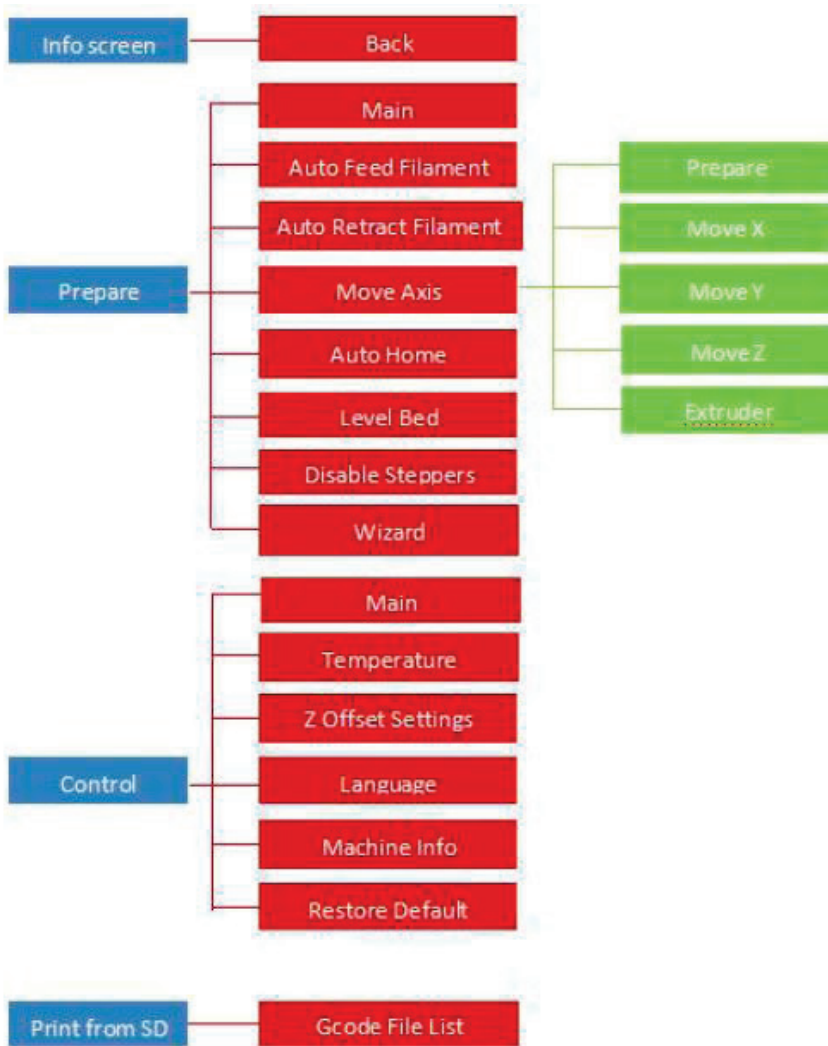 Info screen
Back
Prepare
Main
Auto Feed Filament
Auto Retract Filament
Move Axis
Prepare
Move X
Move Y
Move Z
Extruder
Auto Home
Level Bed
Disable Steppers
Wizard
Control
Main
Temperature
Z Offset Settings
Language
Machine Info
Restore Default
Print from SD
Gcode File List